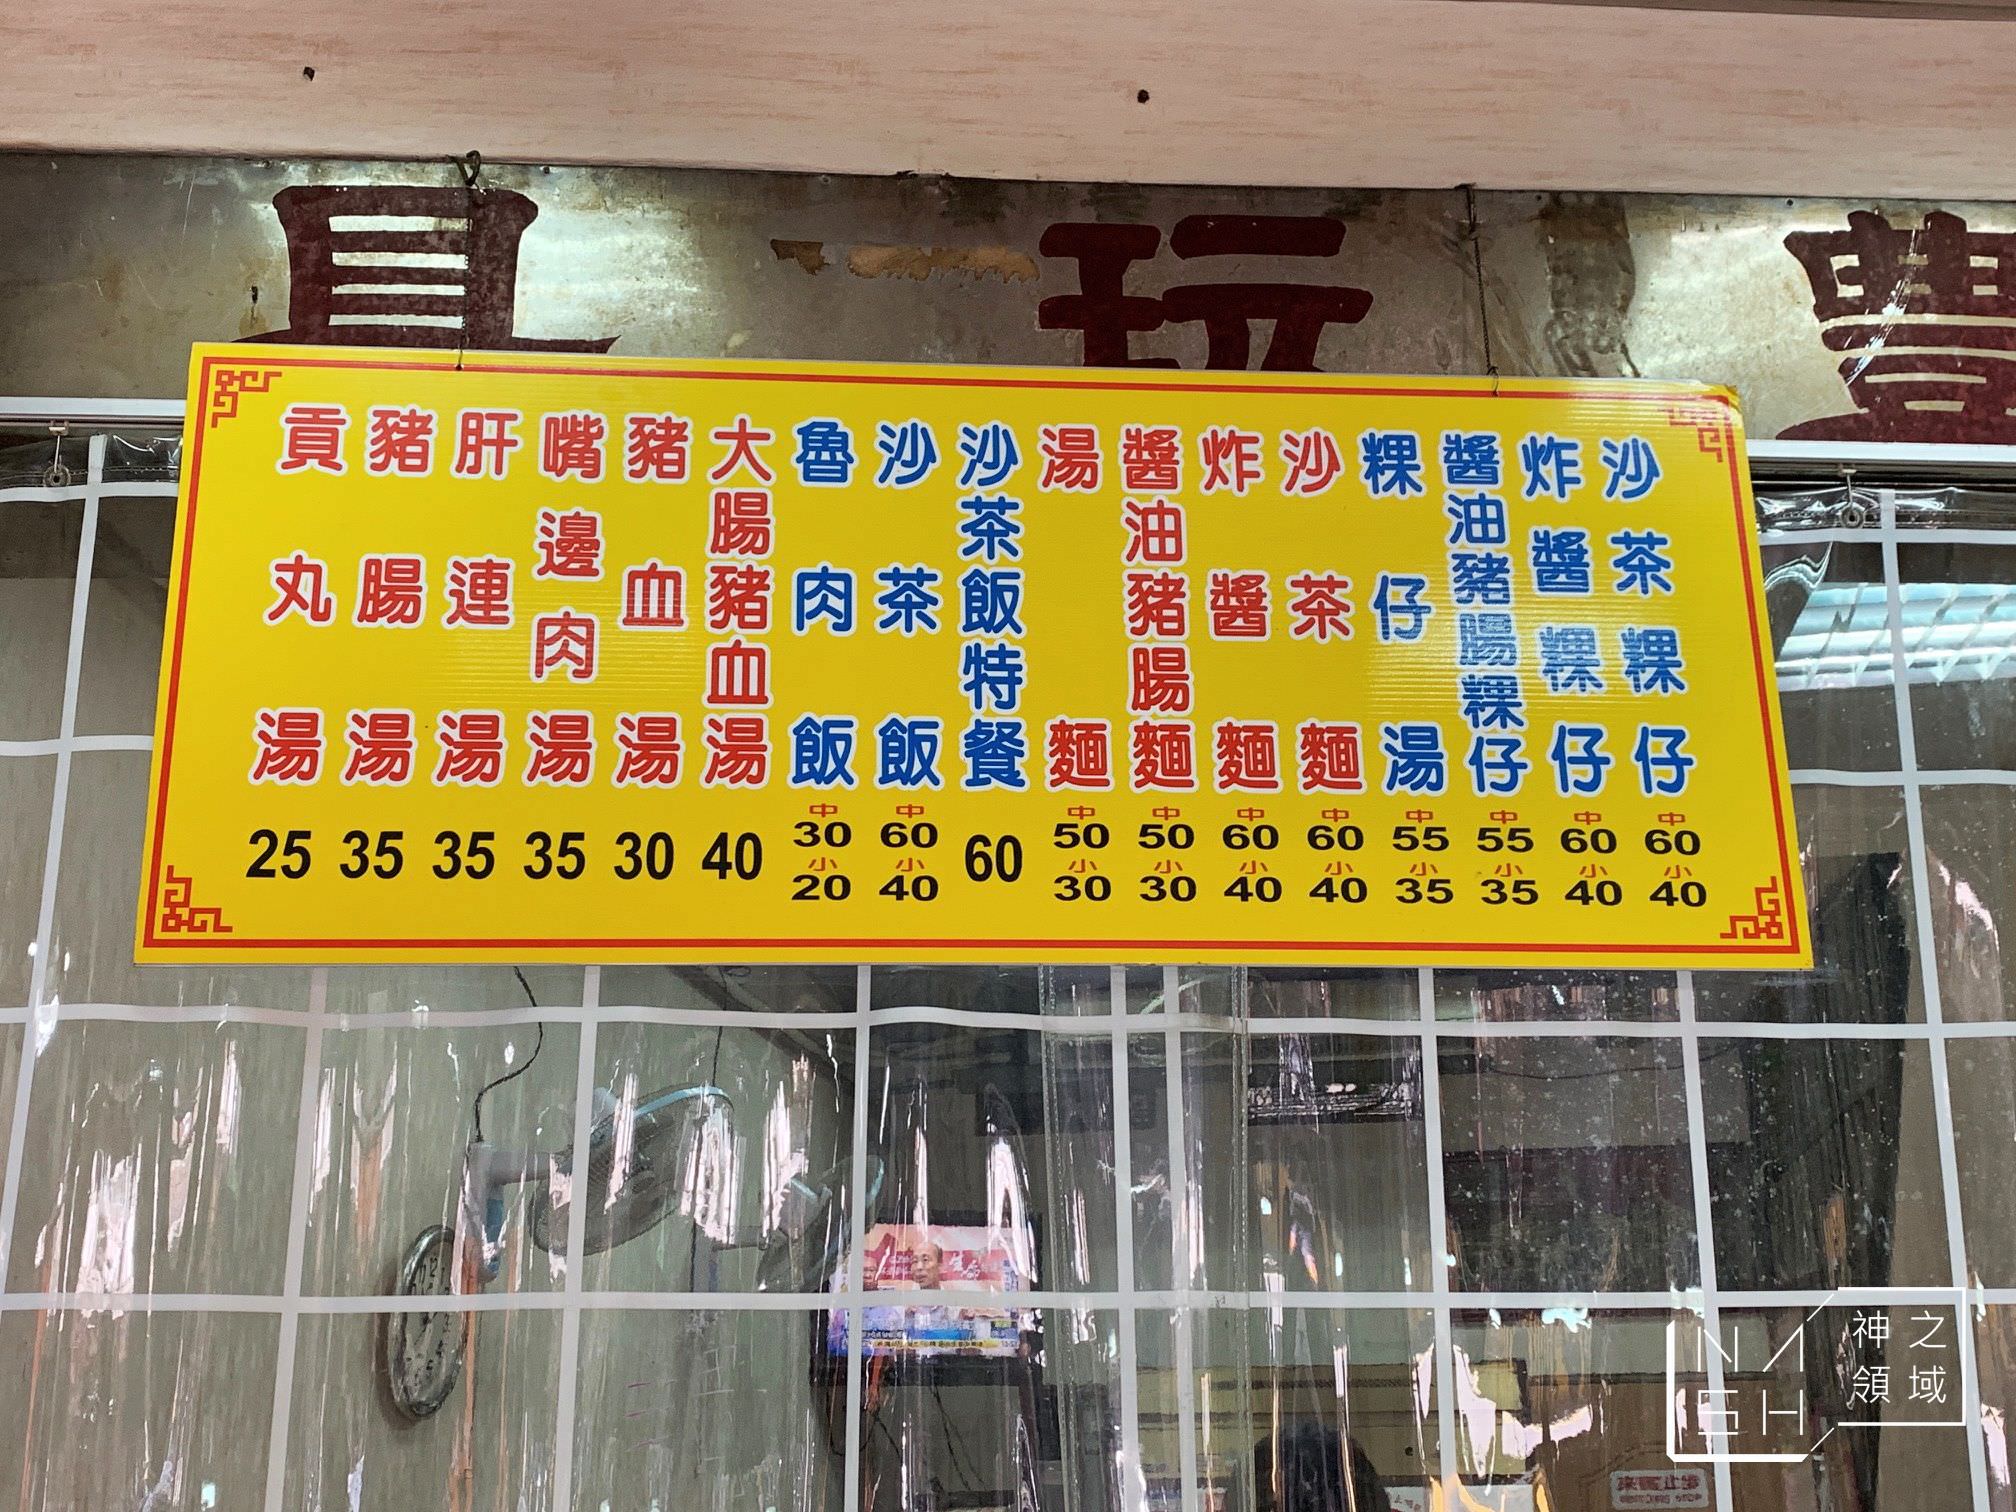 豐玩具
沙茶粿仔 中60 小40
炸醬粿仔 中60 小40
醬油豬腸粿仔 中55 小35
粿仔湯 中55 小35
沙茶麵 中60 小40
炸醬麵 中60 小40
醬油豬腸麵 中50 小30
湯麵 中50 小30
沙茶飯特餐 60
沙茶飯 中60 小40
魯肉飯 中30 小20
大腸豬血湯 40
豬血湯 30
嘴邊肉湯 35
肝連湯 35
豬腸湯 35
貢丸湯 25
神之
領域